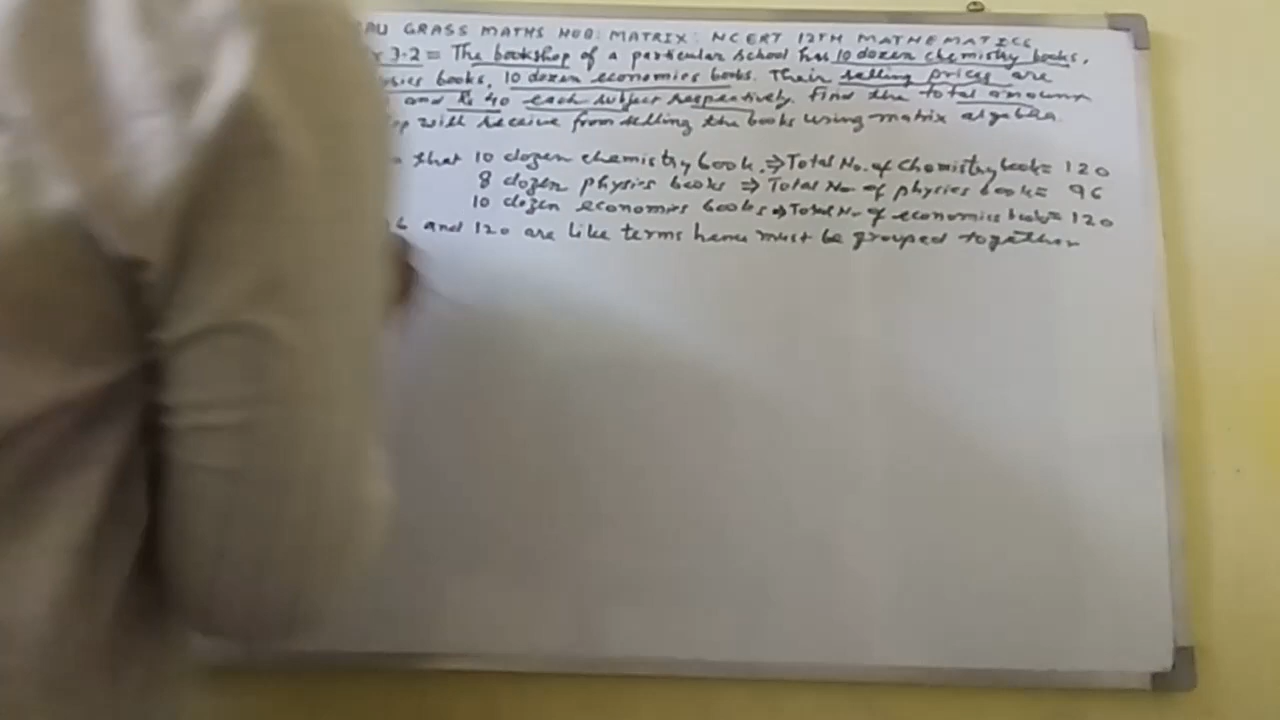 GRASS MATHS HUB: MATRIX: NCERT 12TH MATHEMATICS
3.2 = The bookshop of a particular school has 10 dozen chemistry books,
books, 10 dozen economics books. Their selling prices are
and Rs 40 each subject respectively. Find the total amount
will receive from selling the books using matrix algebra.
that 10 dozen chemistry book. ⇒ Total No. of chemistry book = 120
8 dozen physics books ⇒ Total No of physics book = 96
10 dozen economics books ⇒ Total No of economics book = 120
6 and 120 are like terms hence must be grouped together